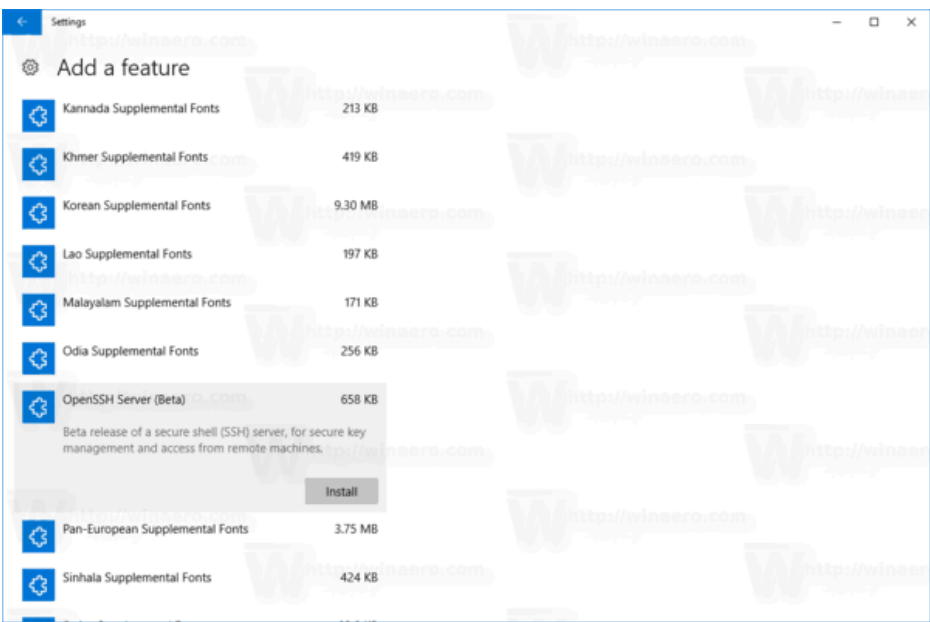 Settings
Add a feature
Kannada Supplemental Fonts 213 KB
Khmer Supplemental Fonts 419 KB
Korean Supplemental Fonts 9.30 MB
Lao Supplemental Fonts 197 KB
Malayalam Supplemental Fonts 171 KB
Odia Supplemental Fonts 256 KB
OpenSSH Server (Beta) 658 KB
Beta release of a secure shell (SSH) server, for secure key
management and access from remote machines.
Install
Pan-European Supplemental Fonts 3.75 MB
Sinhala Supplemental Fonts 424 KB
http://winaero.com